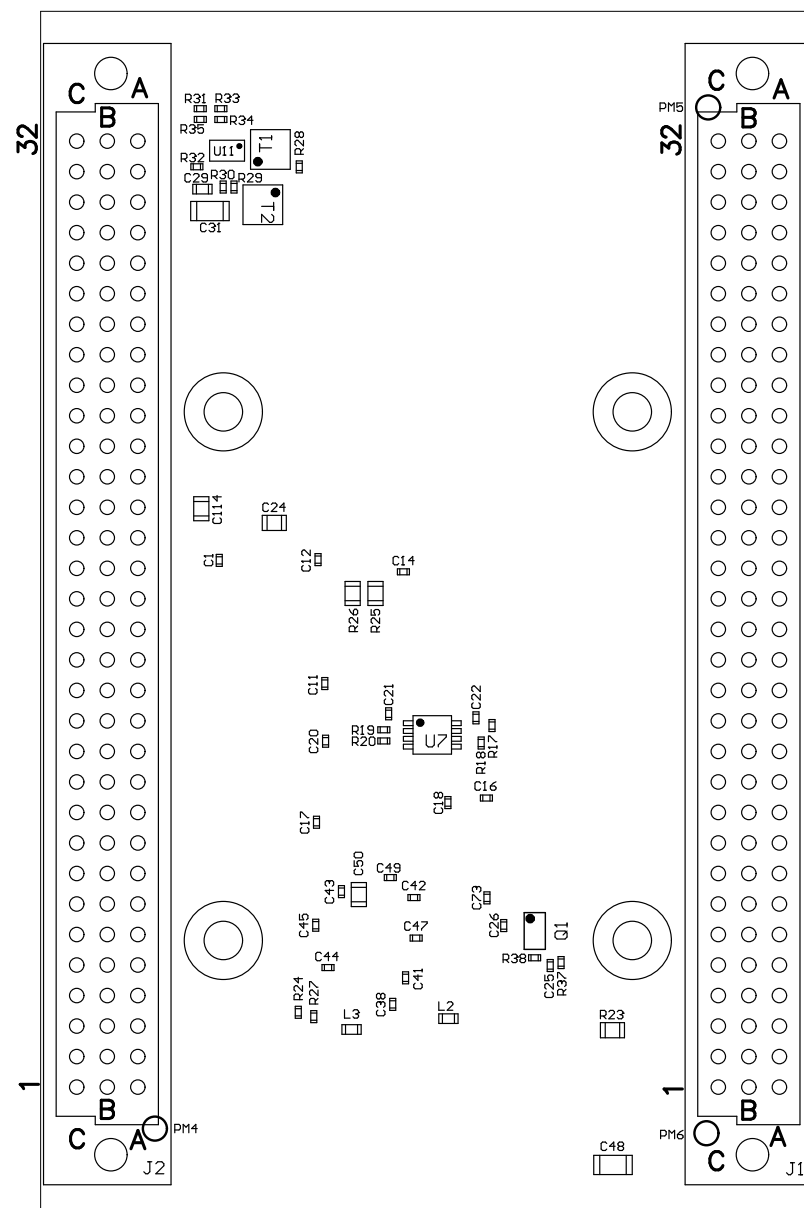 C A
B
32
R31 R33
R35 R34
U11
T1
R28
R32
C29
R30 R29
C31
T2
PM5
C A
B
32
C114
C24
C1
C12
C14
R26
R25
C11
C21
C22
R19
R20
U7
R17
R18
C20
C18
C16
C17
C50
C49
C43
C42
C73
C45
C47
C26
Q1
R38
C25
R37
C44
C41
R24
R27
C38
L3
L2
R23
1
B
C A
PM4
J2
1
B
PM6
C A
C48
J1